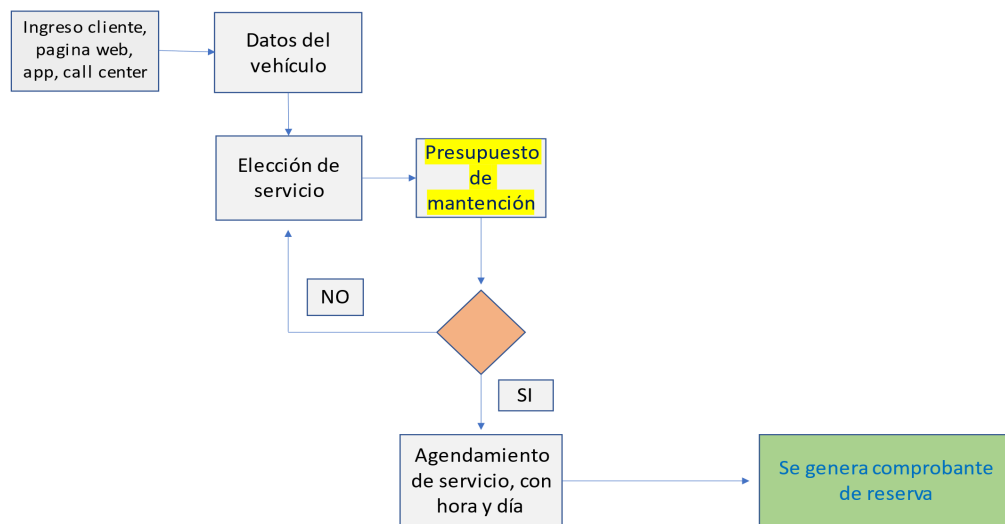 Ingreso cliente,
pagina web,
app, call center
Datos del
vehículo
Elección de
servicio
Presupuesto
de
mantención
NO
SI
Agendamiento
de servicio, con
hora y día
Se genera comprobante
de reserva